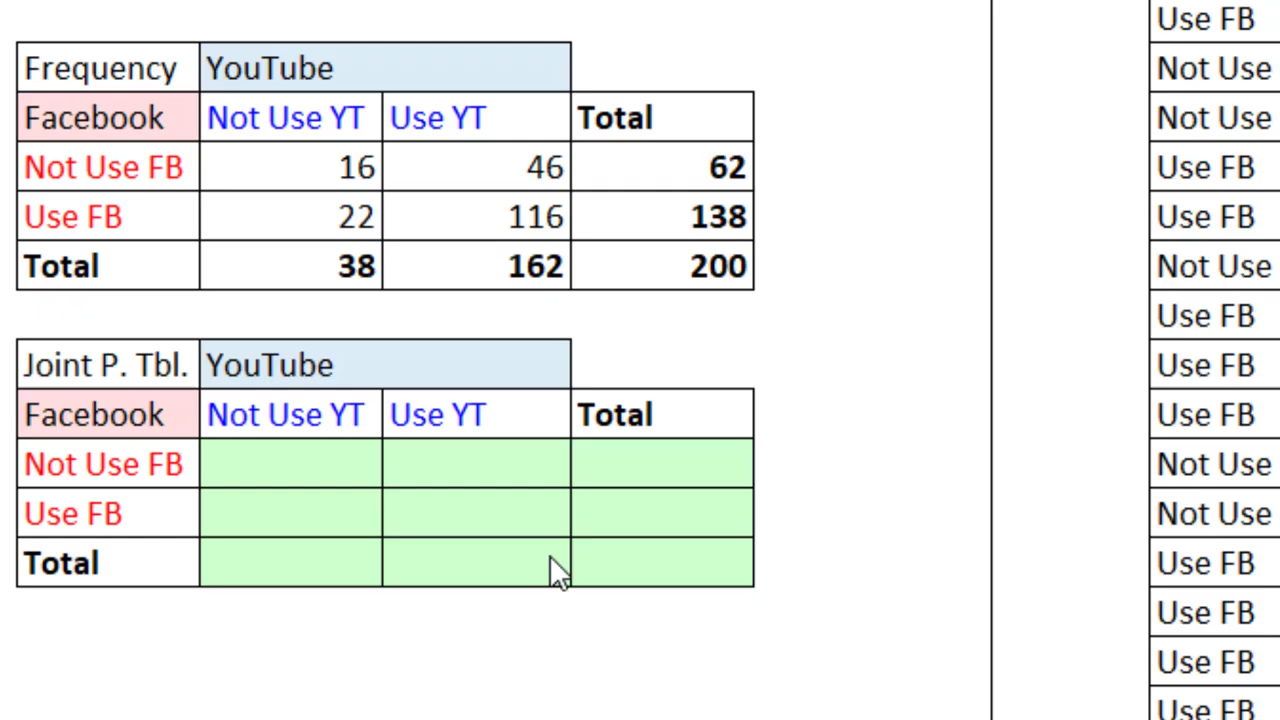 Frequency YouTube
Facebook Not Use YT Use YT Total
Not Use FB 16 46 62
Use FB 22 116 138
Total 38 162 200
Joint P. Tbl. YouTube
Facebook Not Use YT Use YT Total
Not Use FB
Use FB
Total
Use FB
Not Use
Not Use
Use FB
Use FB
Not Use
Use FB
Use FB
Use FB
Not Use
Not Use
Use FB
Use FB
Use FB
Use FB